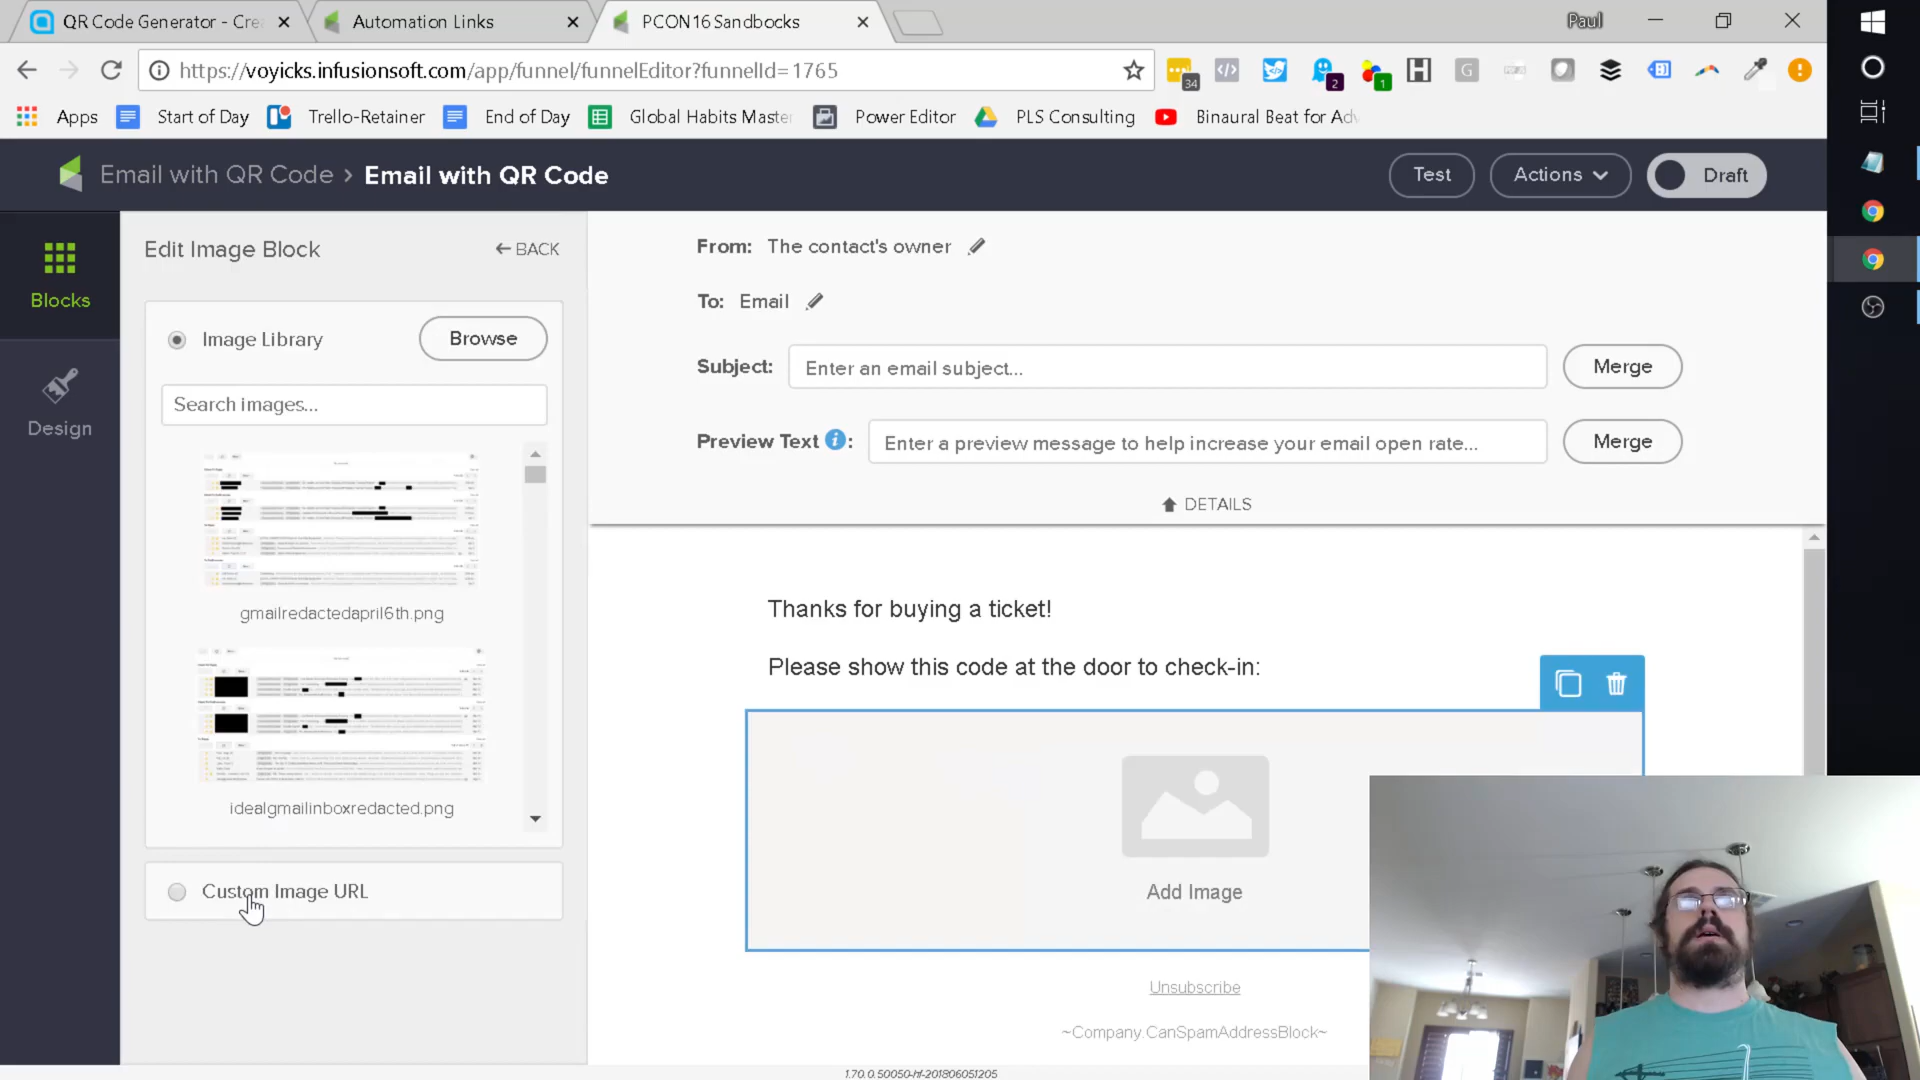 QR Code Generator - Crea
Automation Links
PCON16 Sandbocks
Paul
https://voyicks.infusionsoft.com/app/funnel/funnelEditor?funnelId=1765
34
2
1
Apps
Start of Day
Trello-Retainer
End of Day
Global Habits Master
Power Editor
PLS Consulting
Binaural Beat for Adv
Email with QR Code > Email with QR Code
Test
Actions
Draft
Blocks
Design
Edit Image Block
← BACK
Image Library
Browse
Search images...
gmailredactedapril6th.png
idealgmailinboxredacted.png
Custom Image URL
From: The contact's owner
To: Email
Subject: Enter an email subject...
Merge
Preview Text i : Enter a preview message to help increase your email open rate...
Merge
DETAILS
Thanks for buying a ticket!
Please show this code at the door to check-in:
Add Image
Unsubscribe
~Company.CanSpamAddressBlock~
1.70.0.50050-hf-201806051205